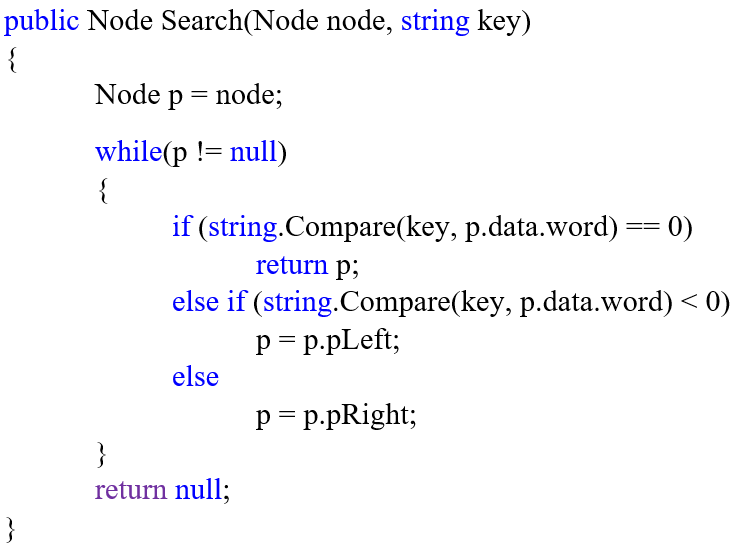 public Node Search(Node node, string key)
{
Node p = node;
while(p != null)
{
if (string.Compare(key, p.data.word) == 0)
return p;
else if (string.Compare(key, p.data.word) < 0)
p = p.pLeft;
else
p = p.pRight;
}
return null;
}